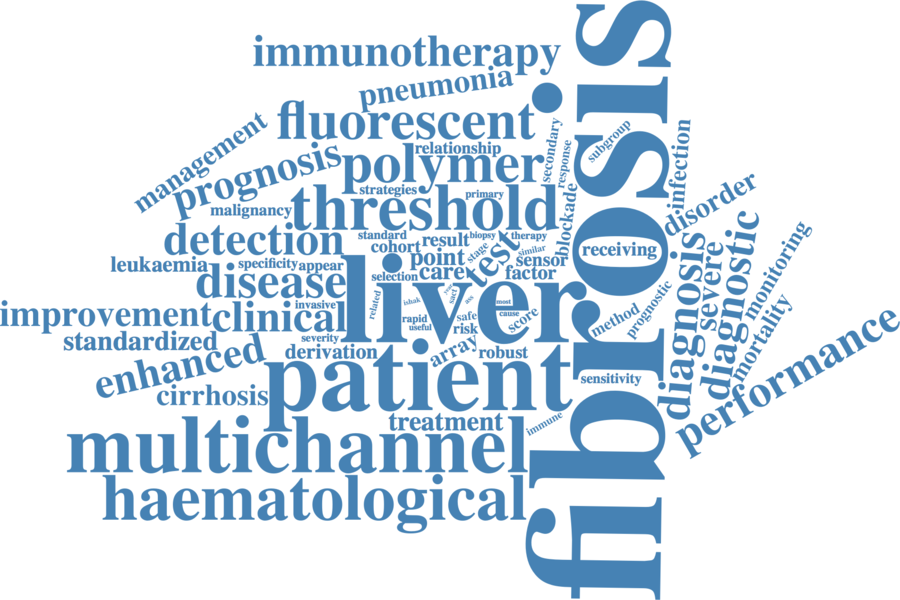 immunotherapy
pneumonia
fluorescent
management
relationship
secondary
response
subgroup
infection
prognosis
polymer
strategies
primary
blockade
malignancy
threshold
disorder
detection
standard
cohort
result
biopsy
therapy
stage
test
similar
sensor
receiving
leukaemia
specificity
appear
point
care
factor
disease
selection
diagnosis
severe
diagnostic
monitoring
liver
fibrosis
related
ishak
most
cause
improvement
clinical
invasive
rapid
useful
safe
risk
score
method
prognostic
mortality
standardized
severity
derivation
array
robust
enhanced
cirrhosis
patient
sensitivity
performance
treatment
immune
multichannel
haematological